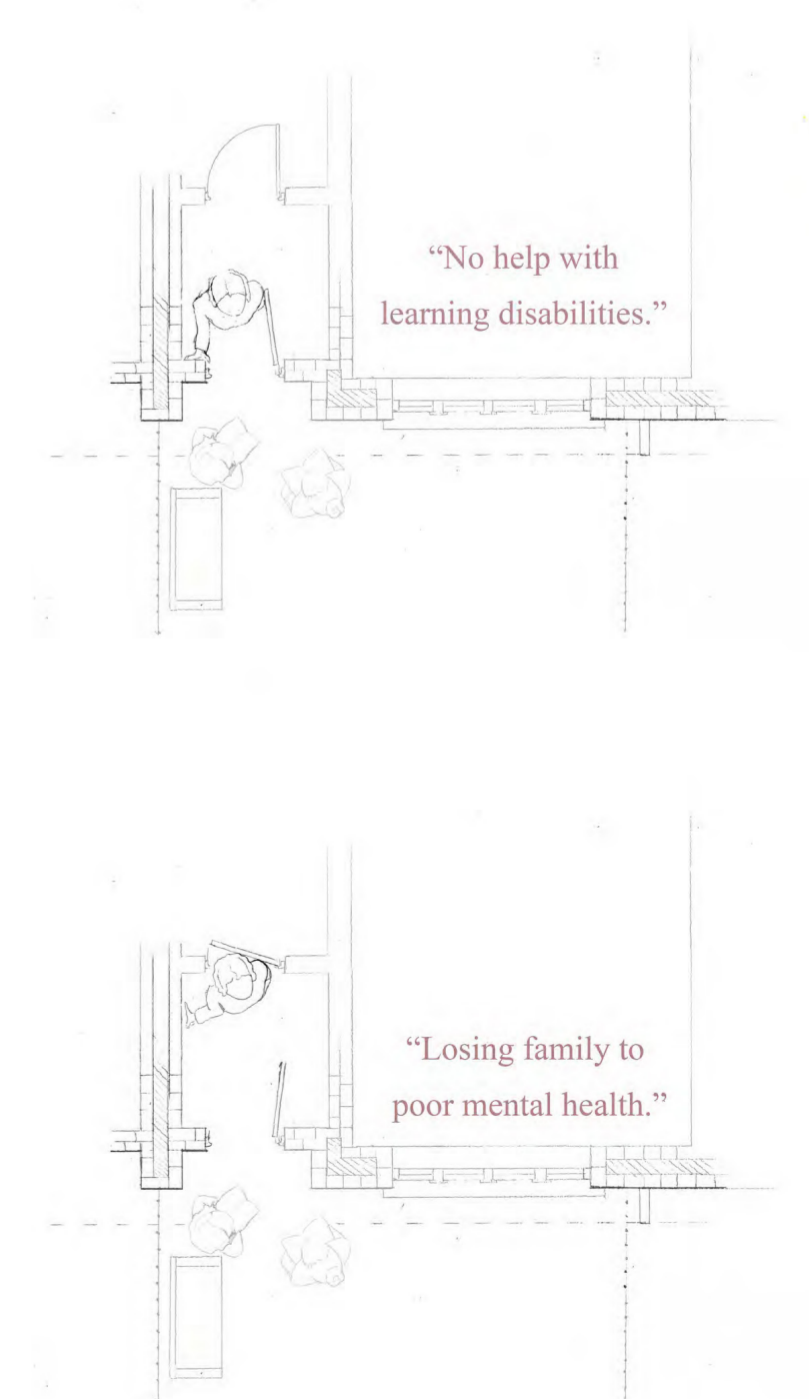 “No help with
learning disabilities.”
“Losing family to
poor mental health.”